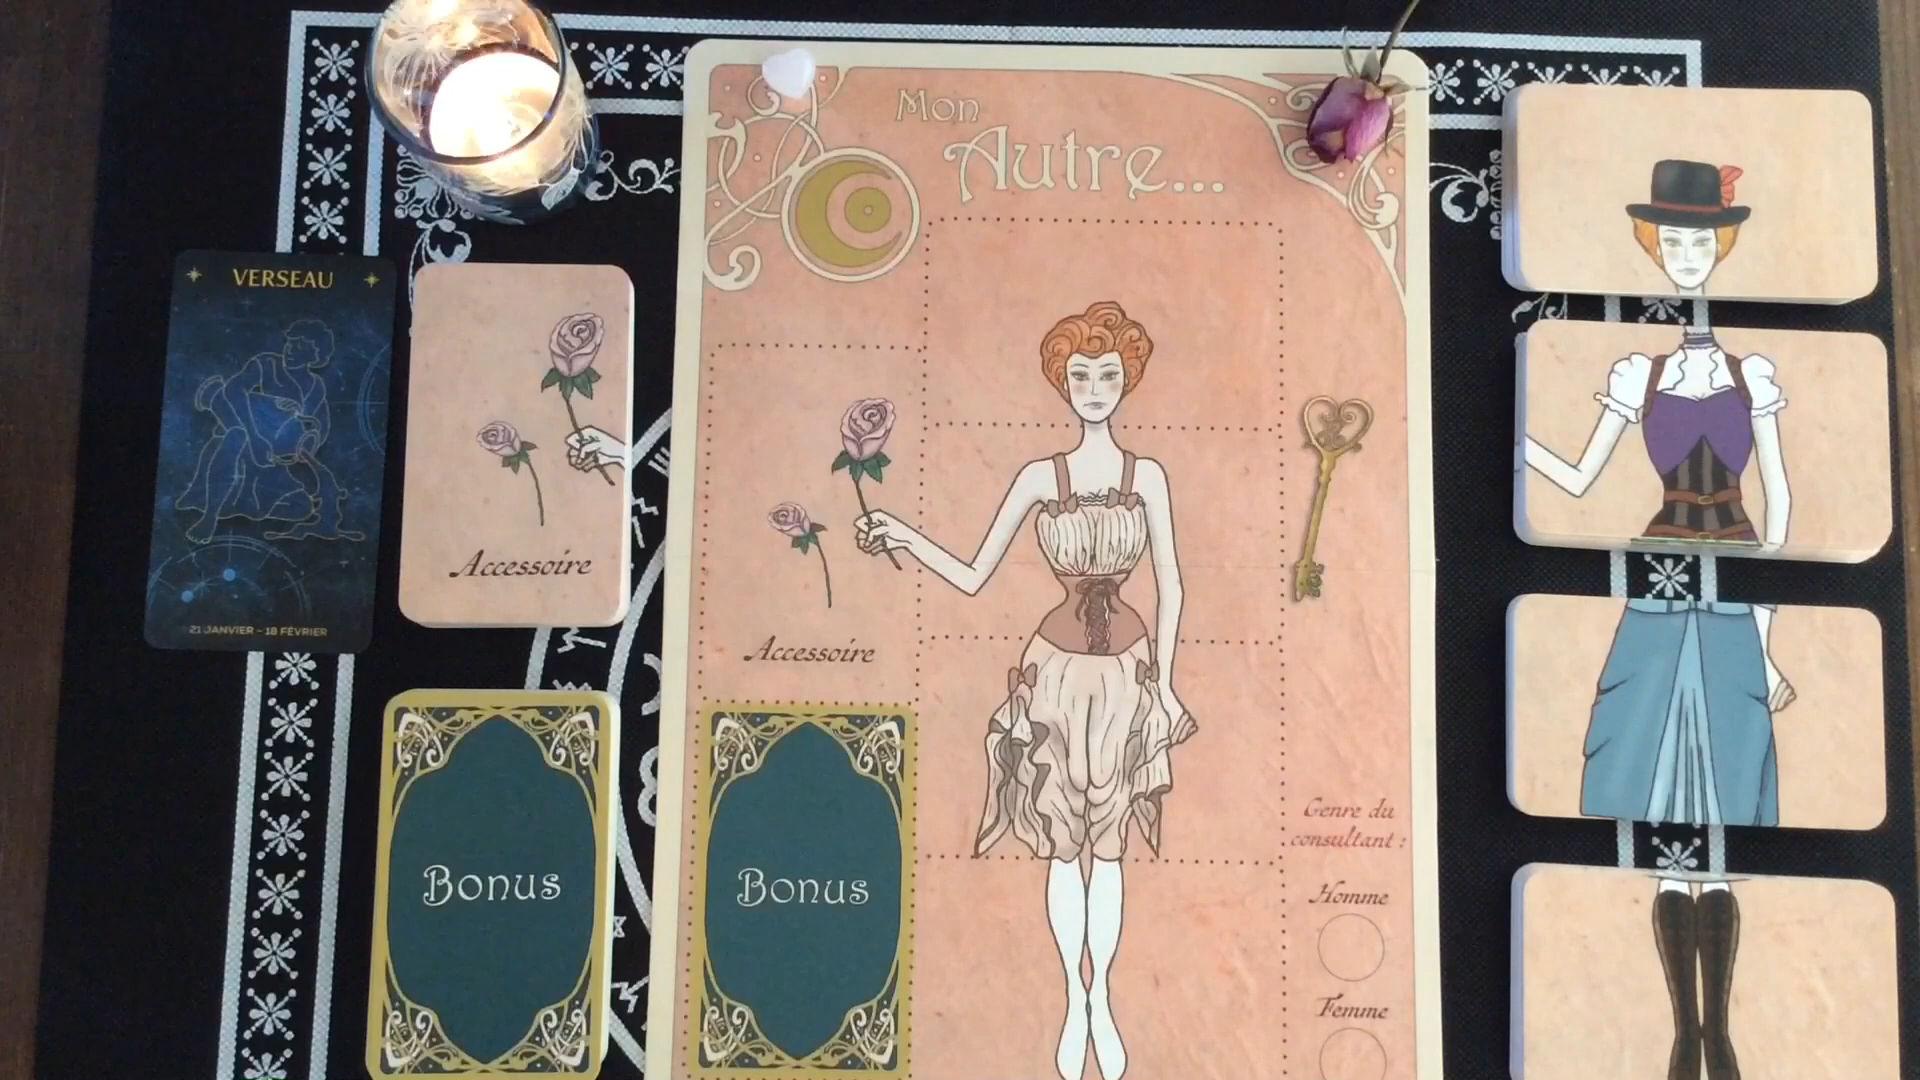 VERSEAU
21 JANVIER - 18 FÉVRIER
Accessoire
Bonus
Mon
Autre...
Accessoire
Bonus
Genre du
consultant :
Homme
Femme